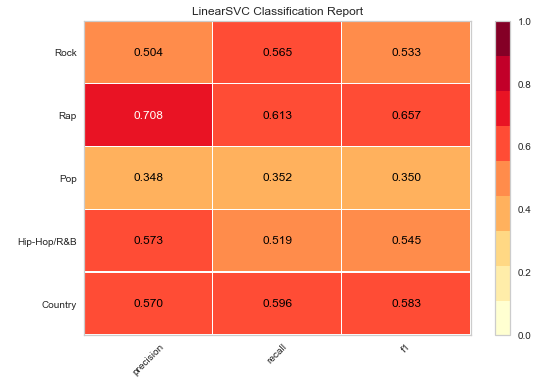 LinearSVC Classification Report
Rock 0.504 0.565 0.533
Rap 0.708 0.613 0.657
Pop 0.348 0.352 0.350
Hip-Hop/R&B 0.573 0.519 0.545
Country 0.570 0.596 0.583
precision recall f1
1.0
0.8
0.6
0.4
0.2
0.0